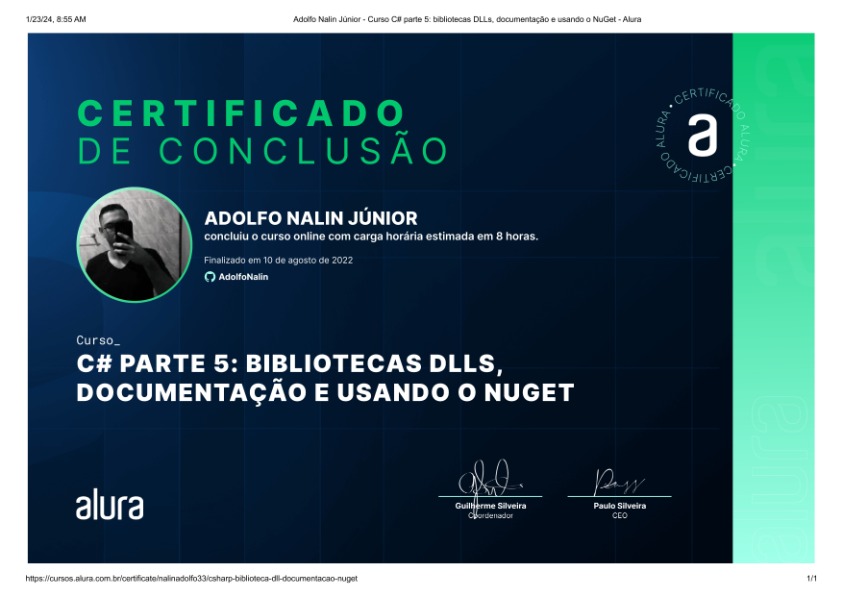 1/23/24, 8:55 AM
Adolfo Nalin Júnior - Curso C# parte 5: bibliotecas DLLs, documentação e usando o NuGet - Alura
CERTIFICADO
DE CONCLUSÃO
CERTIFICADO ALURA • CERTIFICADO ALURA •
a
ADOLFO NALIN JÚNIOR
concluiu o curso online com carga horária estimada em 8 horas.
Finalizado em 10 de agosto de 2022
AdolfoNalin
Curso_
C# PARTE 5: BIBLIOTECAS DLLS,
DOCUMENTAÇÃO E USANDO O NUGET
alura
Guilherme Silveira
Coordenador
Paulo Silveira
CEO
alura
alura
alura
https://cursos.alura.com.br/certificate/nalinadolfo33/csharp-biblioteca-dll-documentacao-nuget
1/1